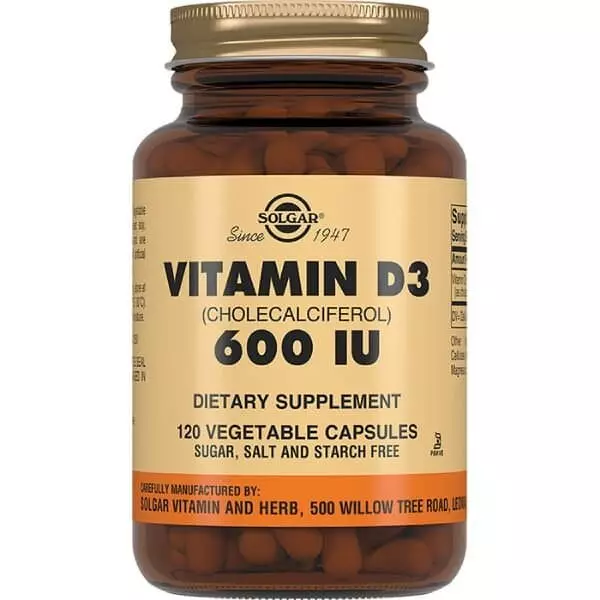 SOLGAR®
Since 1947
VITAMIN D3
(CHOLECALCIFEROL)
600 IU
DIETARY SUPPLEMENT
120 VEGETABLE CAPSULES
SUGAR, SALT AND STARCH FREE
PARVE
CAREFULLY MANUFACTURED BY:
SOLGAR VITAMIN AND HERB, 500 WILLOW TREE ROAD,